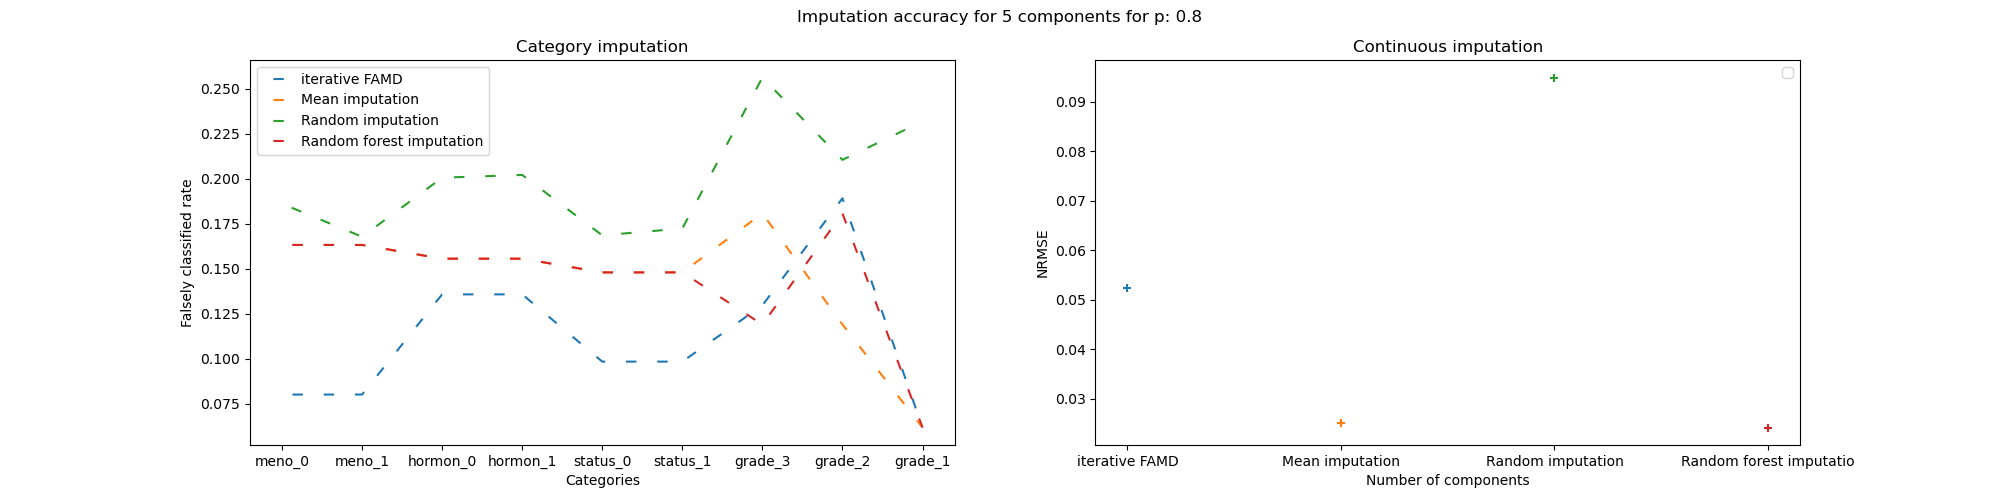 Imputation accuracy for 5 components for p: 0.8
Category imputation
iterative FAMD
Mean imputation
Random imputation
Random forest imputation
Falsely classified rate
0.250
0.225
0.200
0.175
0.150
0.125
0.100
0.075
meno_0 meno_1 hormon_0 hormon_1 status_0 status_1 grade_3 grade_2 grade_1
Categories
Continuous imputation
NRMSE
0.09
0.08
0.07
0.06
0.05
0.04
0.03
iterative FAMD Mean imputation Random imputation Random forest imputatio
Number of components